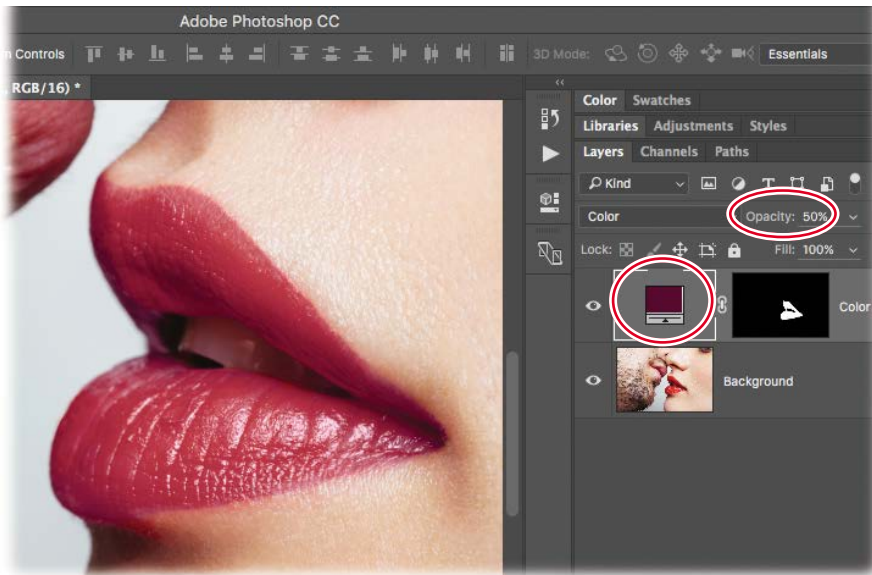 Adobe Photoshop CC
Controls
3D Mode:
Essentials
, RGB/16) *
Color Swatches
Libraries Adjustments Styles
Layers Channels Paths
Kind
Color
Opacity: 50%
Lock:
Fill: 100%
Color
Background